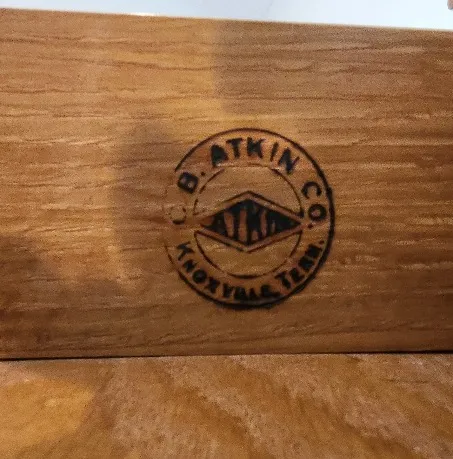 C. B. ATKIN CO.
ATKIN
KNOXVILLE, TENN.